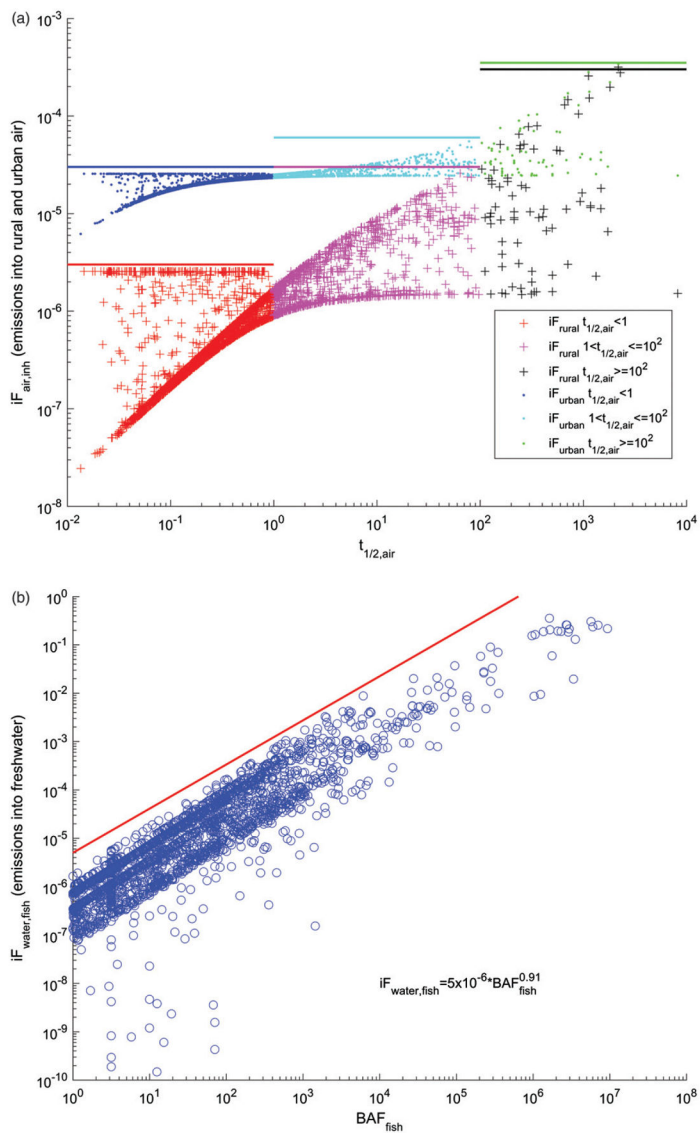 (a)
10^-3
10^-4
10^-5
10^-6
10^-7
10^-8
iF_air,inh (emissions into rural and urban air)
iF_rural t_1/2,air<1
iF_rural 1<t_1/2,air<=10^2
iF_rural t_1/2,air>=10^2
iF_urban t_1/2,air<1
iF_urban 1<t_1/2,air<=10^2
iF_urban t_1/2,air>=10^2
10^-2 10^-1 10^0 10^1 10^2 10^3 10^4
t_1/2,air
(b)
10^0
10^-1
10^-2
10^-3
10^-4
10^-5
10^-6
10^-7
10^-8
10^-9
10^-10
iF_water,fish (emissions into freshwater)
iF_water,fish=5x10^-6*BAF_fish^0.91
10^0 10^1 10^2 10^3 10^4 10^5 10^6 10^7 10^8
BAF_fish